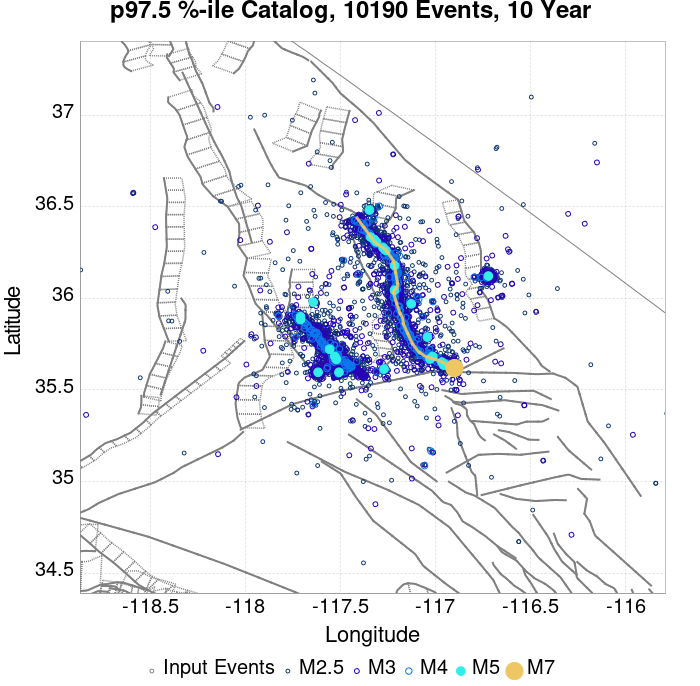 p97.5 %-ile Catalog, 10190 Events, 10 Year
37
36.5
36
35.5
35
34.5
Latitude
-118.5 -118 -117.5 -117 -116.5 -116
Longitude
Input Events M2.5 M3 M4 M5 M7